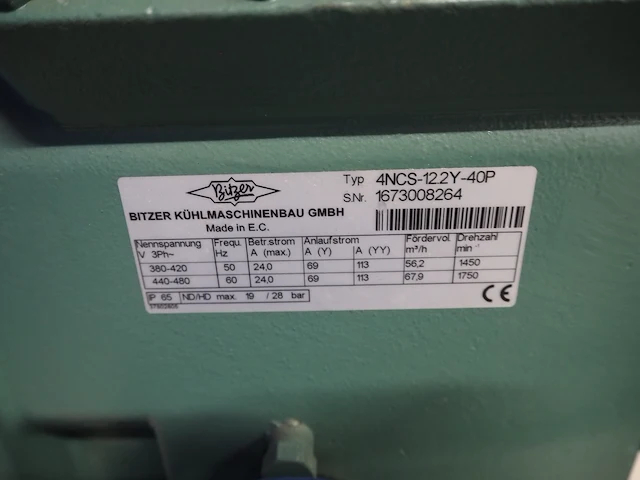 Bitzer
Typ 4NCS-12.2Y-40P
S.Nr. 1673008264
BITZER KÜHLMASCHINENBAU GMBH
Made in E.C.
Nennspannung Frequ. Betr.strom Anlaufstrom Fördervol. Drehzahl
V 3Ph~ Hz A (max.) A (Y) A (YY) m³/h min⁻¹
380-420 50 24,0 69 113 56,2 1450
440-480 60 24,0 69 113 67,9 1750
IP 65 ND/HD max. 19 / 28 bar
CE